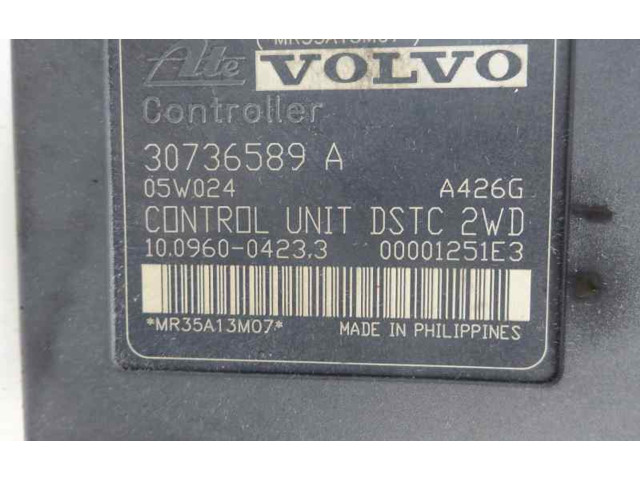 (MR35A13M07)
Ate VOLVO
Controller
30736589 A
05W024 A426G
CONTROL UNIT DSTC 2WD
10.0960-0423.3 00001251E3
*MR35A13M07* MADE IN PHILIPPINES